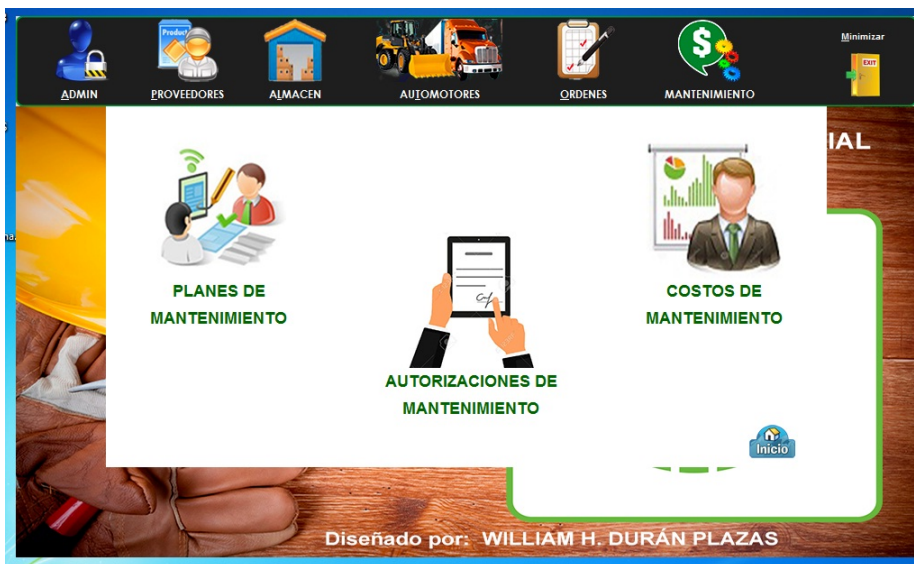 Product
EXIT
Minimizar
ADMIN
PROVEEDORES
ALMACEN
AUTOMOTORES
ORDENES
MANTENIMIENTO
IAL
PLANES DE
MANTENIMIENTO
COSTOS DE
MANTENIMIENTO
AUTORIZACIONES DE
MANTENIMIENTO
Inicio
Diseñado por: WILLIAM H. DURÁN PLAZAS